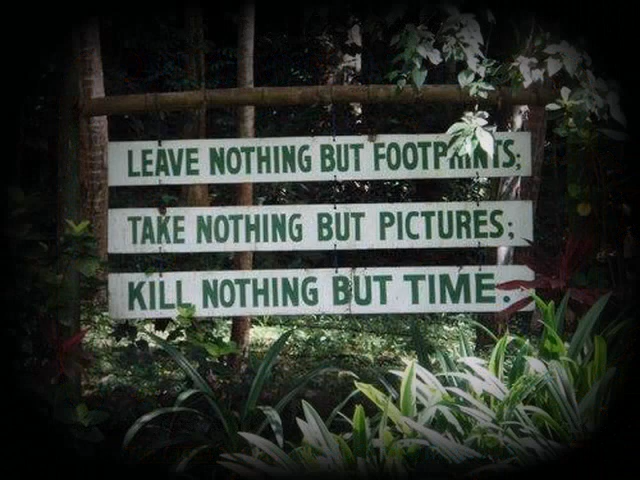 LEAVE NOTHING BUT FOOTPRINTS;
TAKE NOTHING BUT PICTURES;
KILL NOTHING BUT TIME.